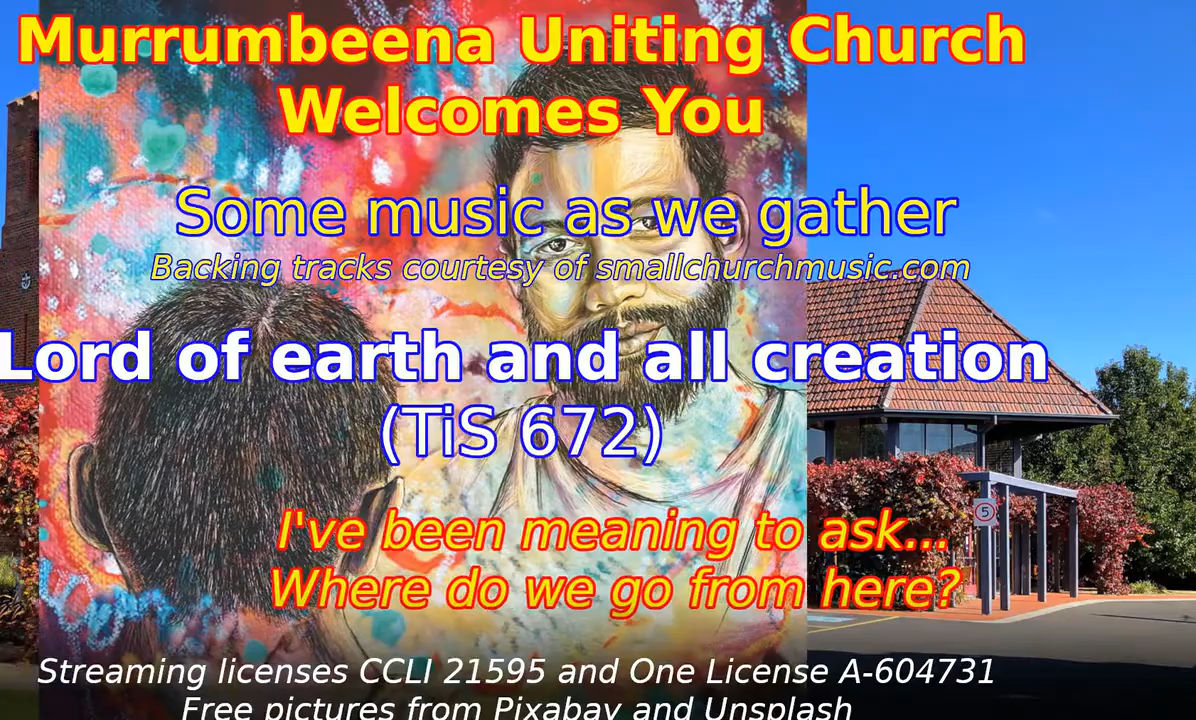 Murrumbeena Uniting Church
Welcomes You
Some music as we gather
Backing tracks courtesy of smallchurchmusic.com
Lord of earth and all creation
(TiS 672)
I've been meaning to ask...
Where do we go from here?
5
Streaming licenses CCLI 21595 and One License A-604731
Free pictures from Pixabay and Unsplash